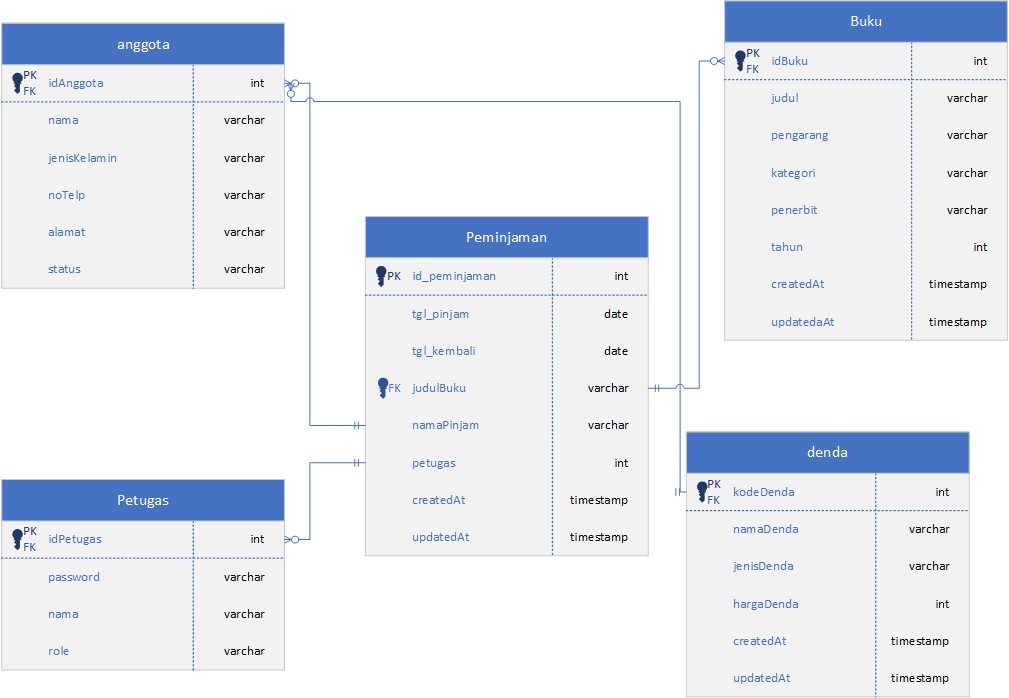 anggota
PK
FK
idAnggota int
nama varchar
jenisKelamin varchar
noTelp varchar
alamat varchar
status varchar
Buku
PK
FK
idBuku int
judul varchar
pengarang varchar
kategori varchar
penerbit varchar
tahun int
createdAt timestamp
updatedaAt timestamp
Peminjaman
PK id_peminjaman int
tgl_pinjam date
tgl_kembali date
FK judulBuku varchar
namaPinjam varchar
petugas int
createdAt timestamp
updatedAt timestamp
Petugas
PK
FK
idPetugas int
password varchar
nama varchar
role varchar
denda
PK
FK
kodeDenda int
namaDenda varchar
jenisDenda varchar
hargaDenda int
createdAt timestamp
updatedAt timestamp